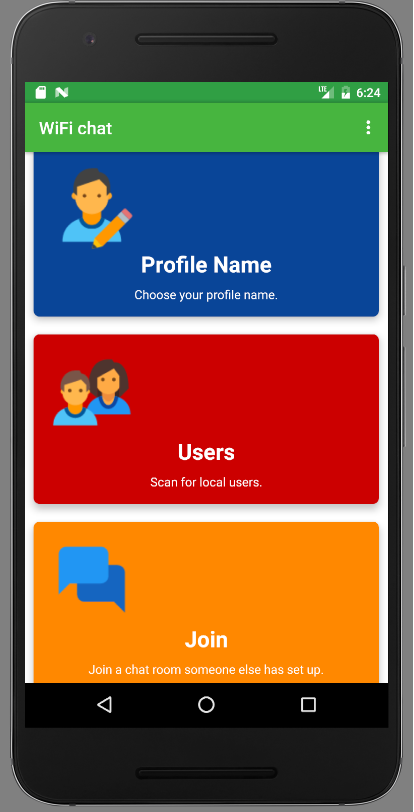 LTE 6:24
WiFi chat
Profile Name
Choose your profile name.
Users
Scan for local users.
Join
Join a chat room someone else has set up.